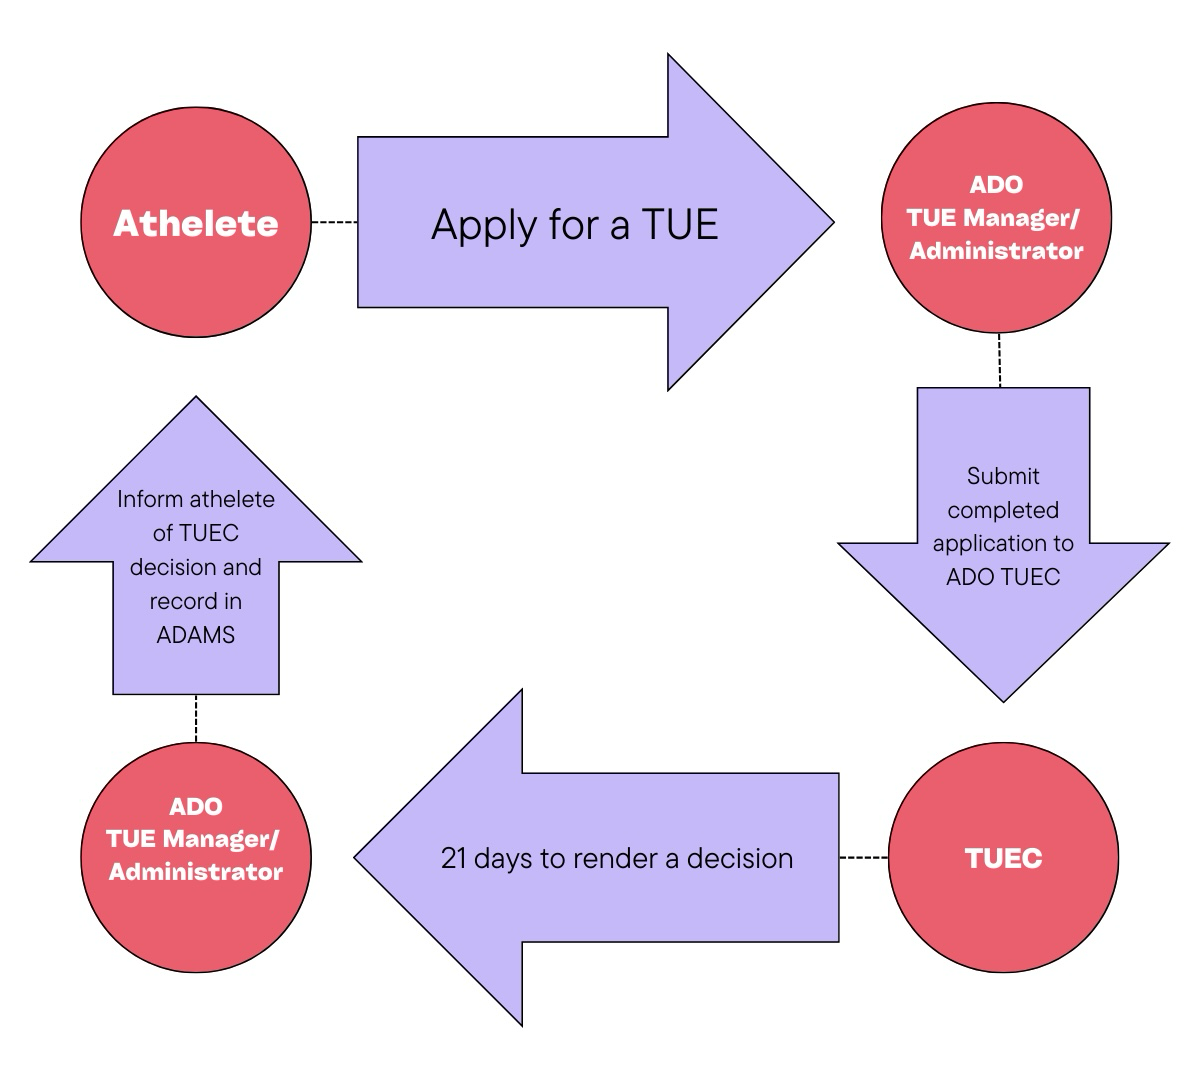 Athelete
Apply for a TUE
ADO
TUE Manager/
Administrator
Submit
completed
application to
ADO TUEC
TUEC
21 days to render a decision
ADO
TUE Manager/
Administrator
Inform athelete
of TUEC
decision and
record in
ADAMS